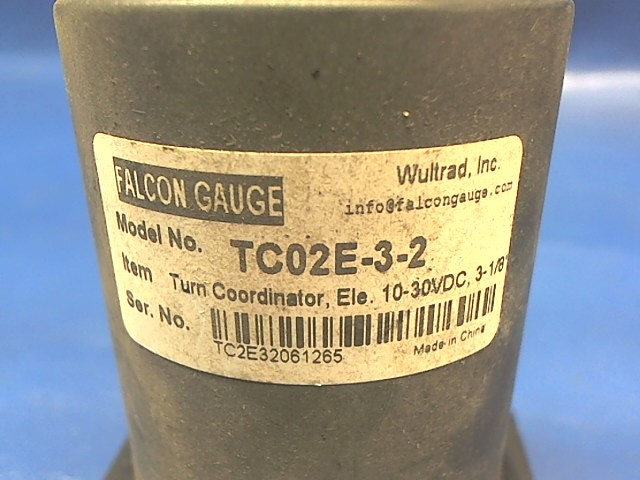 FALCON GAUGE
Wultrad, Inc.
info@falcongauge.com
Model No. TC02E-3-2
Item Turn Coordinator, Ele. 10-30VDC, 3-1/8"
Ser. No.
TC2E32061265
Made in China